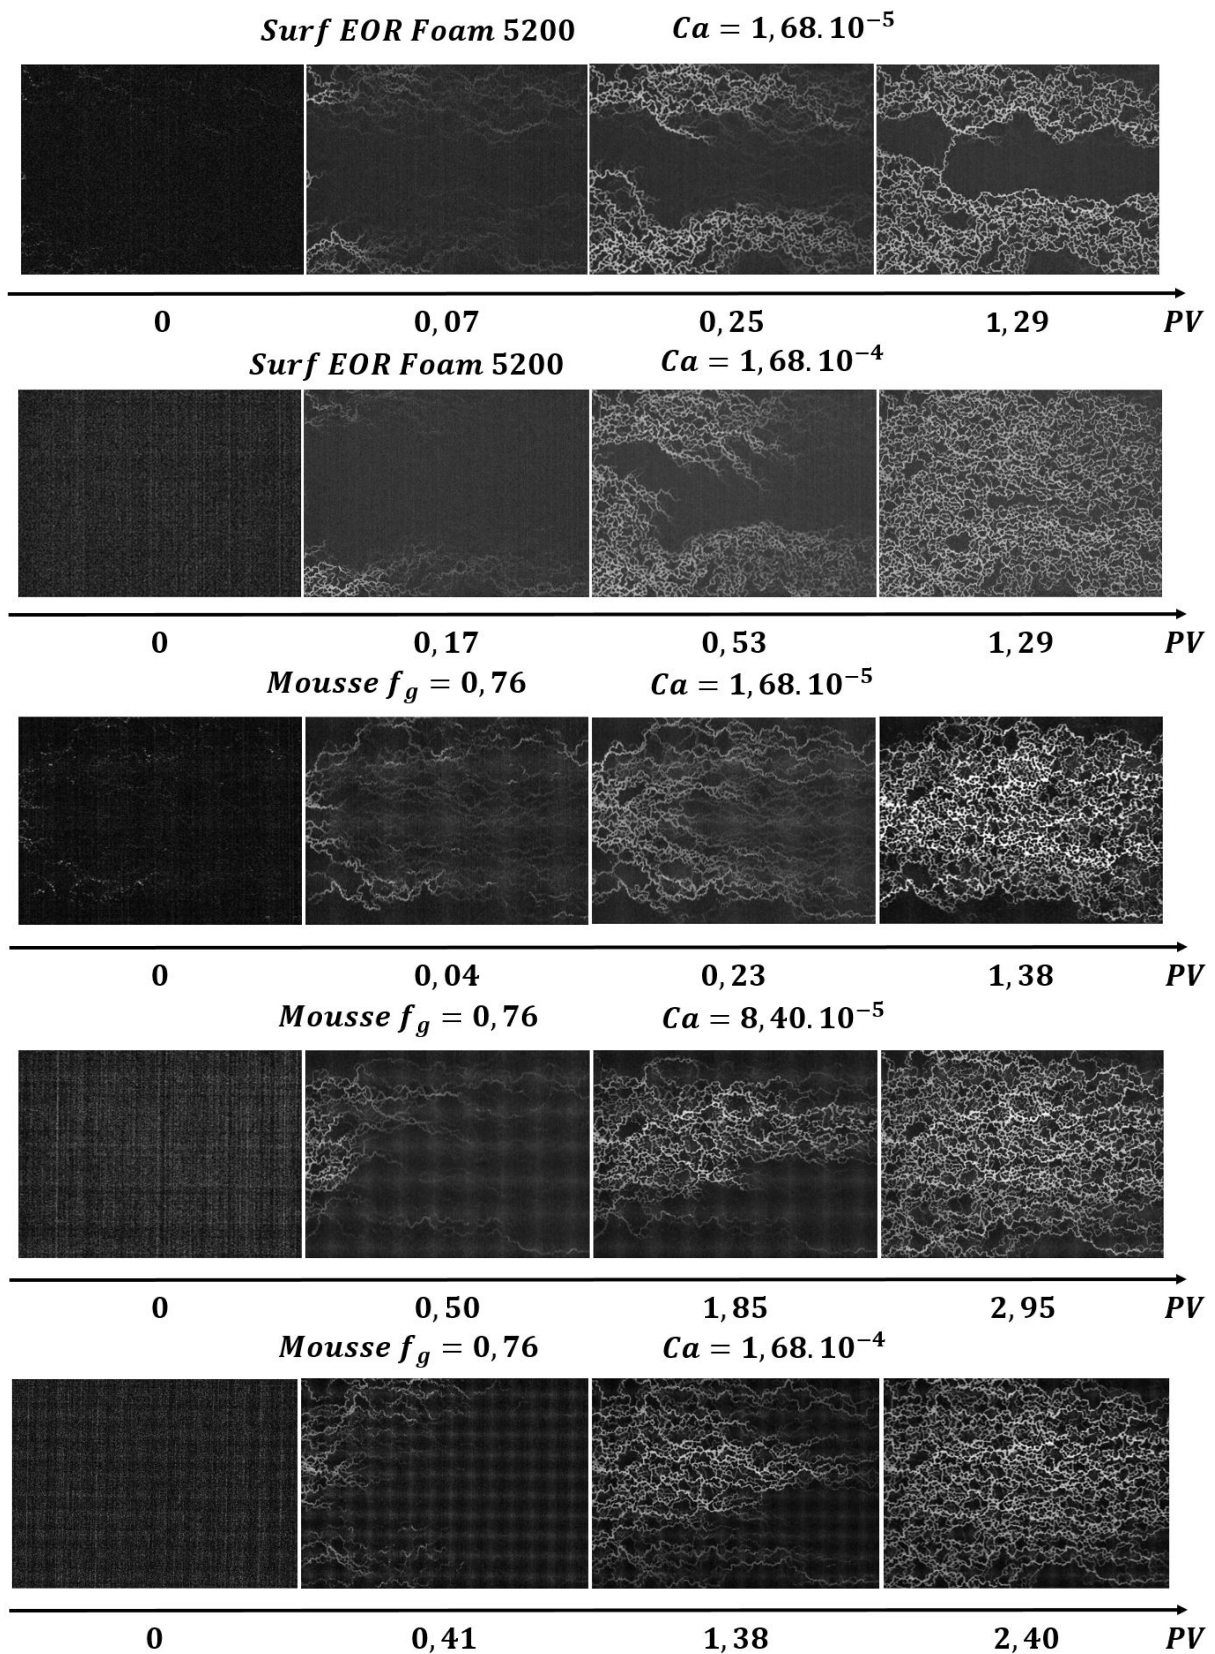 Surf EOR Foam 5200 Ca = 1,68.10⁻⁵
0 0,07 0,25 1,29 PV
Surf EOR Foam 5200 Ca = 1,68.10⁻⁴
0 0,17 0,53 1,29 PV
Mousse f_g = 0,76 Ca = 1,68.10⁻⁵
0 0,04 0,23 1,38 PV
Mousse f_g = 0,76 Ca = 8,40.10⁻⁵
0 0,50 1,85 2,95 PV
Mousse f_g = 0,76 Ca = 1,68.10⁻⁴
0 0,41 1,38 2,40 PV